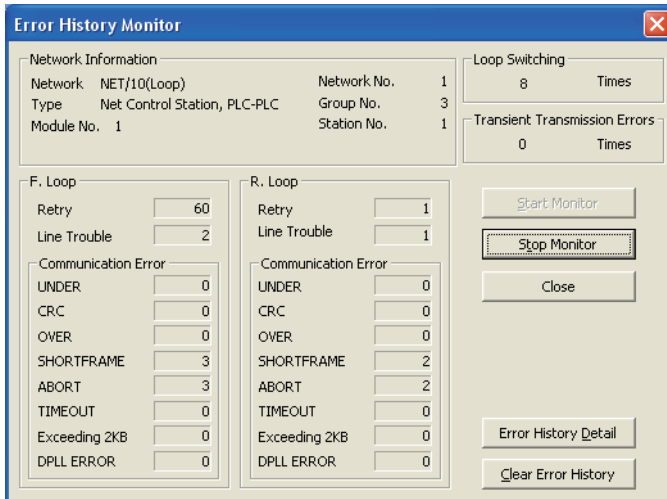 Error History Monitor
Network Information
Network NET/10(Loop)
Type Net Control Station, PLC-PLC
Module No. 1
Network No. 1
Group No. 3
Station No. 1
Loop Switching
8 Times
Transient Transmission Errors
0 Times
F. Loop
Retry 60
Line Trouble 2
Communication Error
UNDER 0
CRC 0
OVER 0
SHORTFRAME 3
ABORT 3
TIMEOUT 0
Exceeding 2KB 0
DPLL ERROR 0
R. Loop
Retry 1
Line Trouble 1
Communication Error
UNDER 0
CRC 0
OVER 0
SHORTFRAME 2
ABORT 2
TIMEOUT 0
Exceeding 2KB 0
DPLL ERROR 0
Start Monitor
Stop Monitor
Close
Error History Detail
Clear Error History